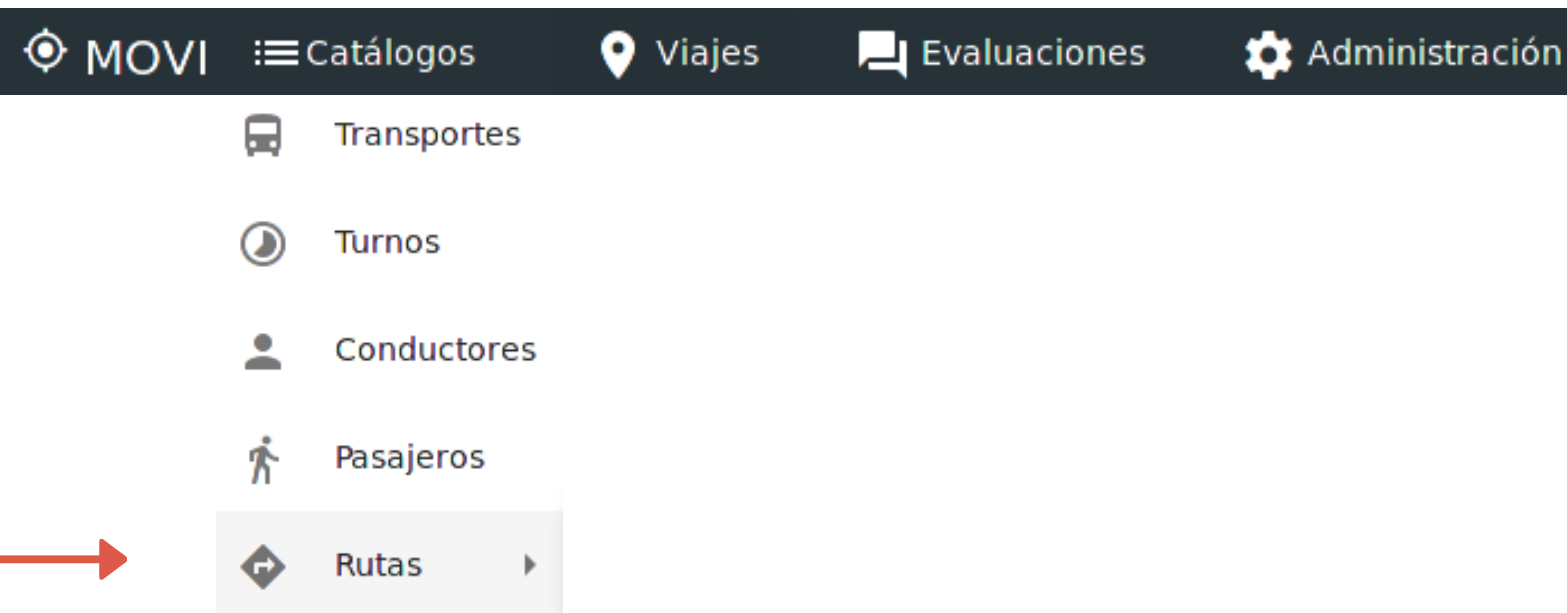 MOVI Catálogos Viajes Evaluaciones Administración
Transportes
Turnos
Conductores
Pasajeros
Rutas